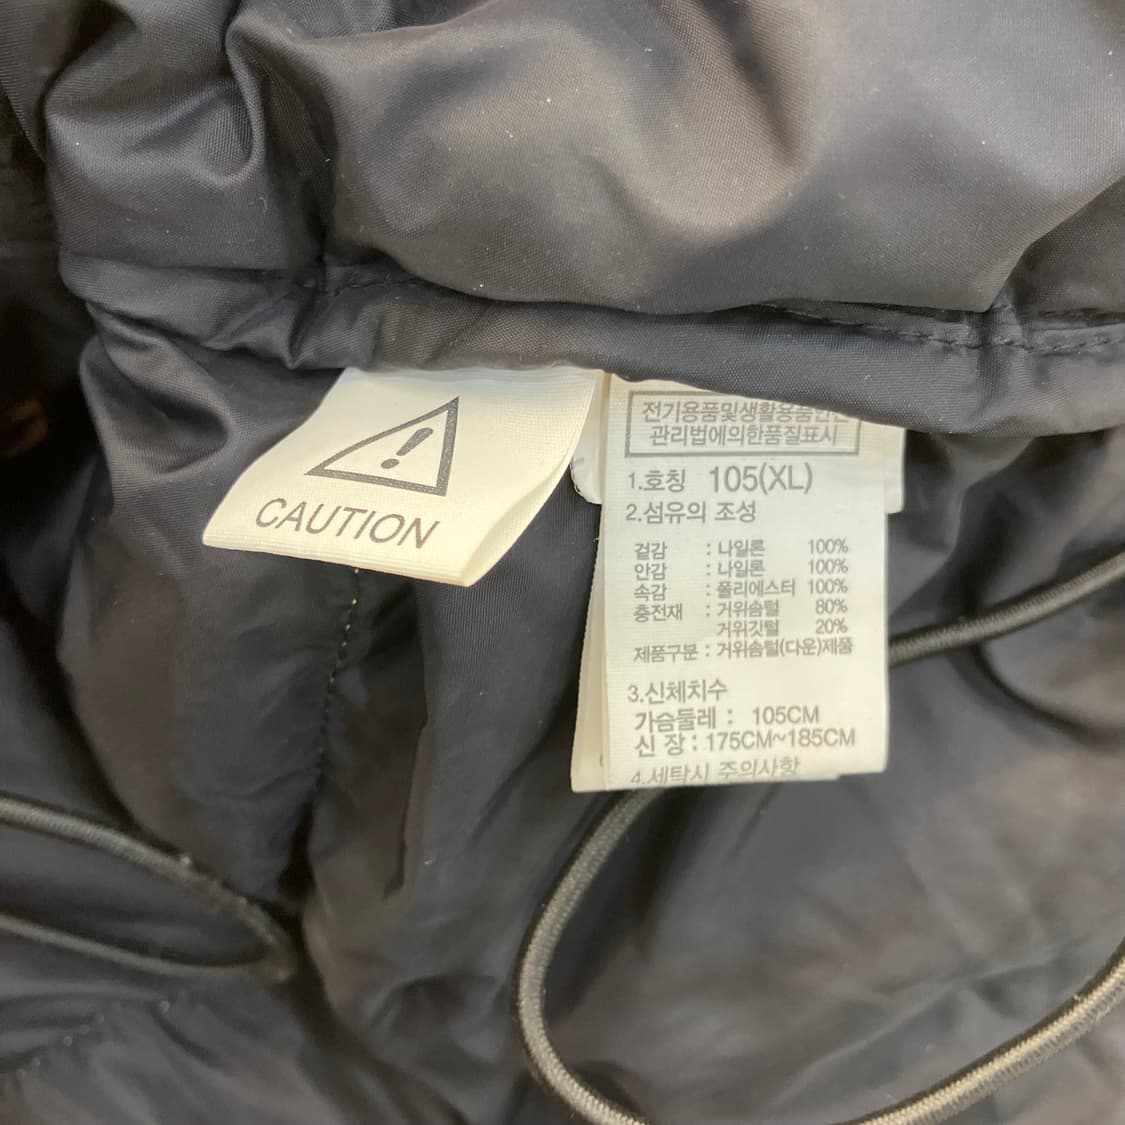 CAUTION
전기용품및생활용품안전
관리법에의한품질표시
1.호칭 105(XL)
2.섬유의 조성
겉감 : 나일론 100%
안감 : 나일론 100%
속감 : 폴리에스터 100%
충전재 : 거위솜털 80%
거위깃털 20%
제품구분 : 거위솜털(다운)제품
3.신체치수
가슴둘레 : 105CM
신 장 : 175CM~185CM
4.세탁시 주의사항